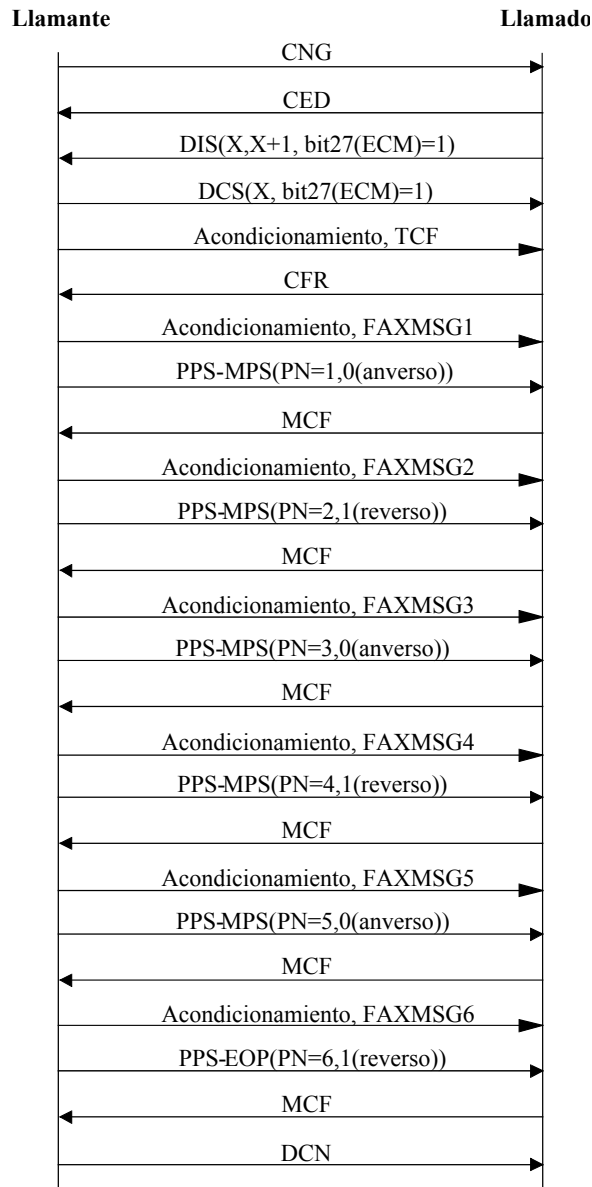 Llamante Llamado
CNG
CED
DIS(X,X+1, bit27(ECM)=1)
DCS(X, bit27(ECM)=1)
Acondicionamiento, TCF
CFR
Acondicionamiento, FAXMSG1
PPS-MPS(PN=1,0(anverso))
MCF
Acondicionamiento, FAXMSG2
PPS-MPS(PN=2,1(reverso))
MCF
Acondicionamiento, FAXMSG3
PPS-MPS(PN=3,0(anverso))
MCF
Acondicionamiento, FAXMSG4
PPS-MPS(PN=4,1(reverso))
MCF
Acondicionamiento, FAXMSG5
PPS-MPS(PN=5,0(anverso))
MCF
Acondicionamiento, FAXMSG6
PPS-EOP(PN=6,1(reverso))
MCF
DCN